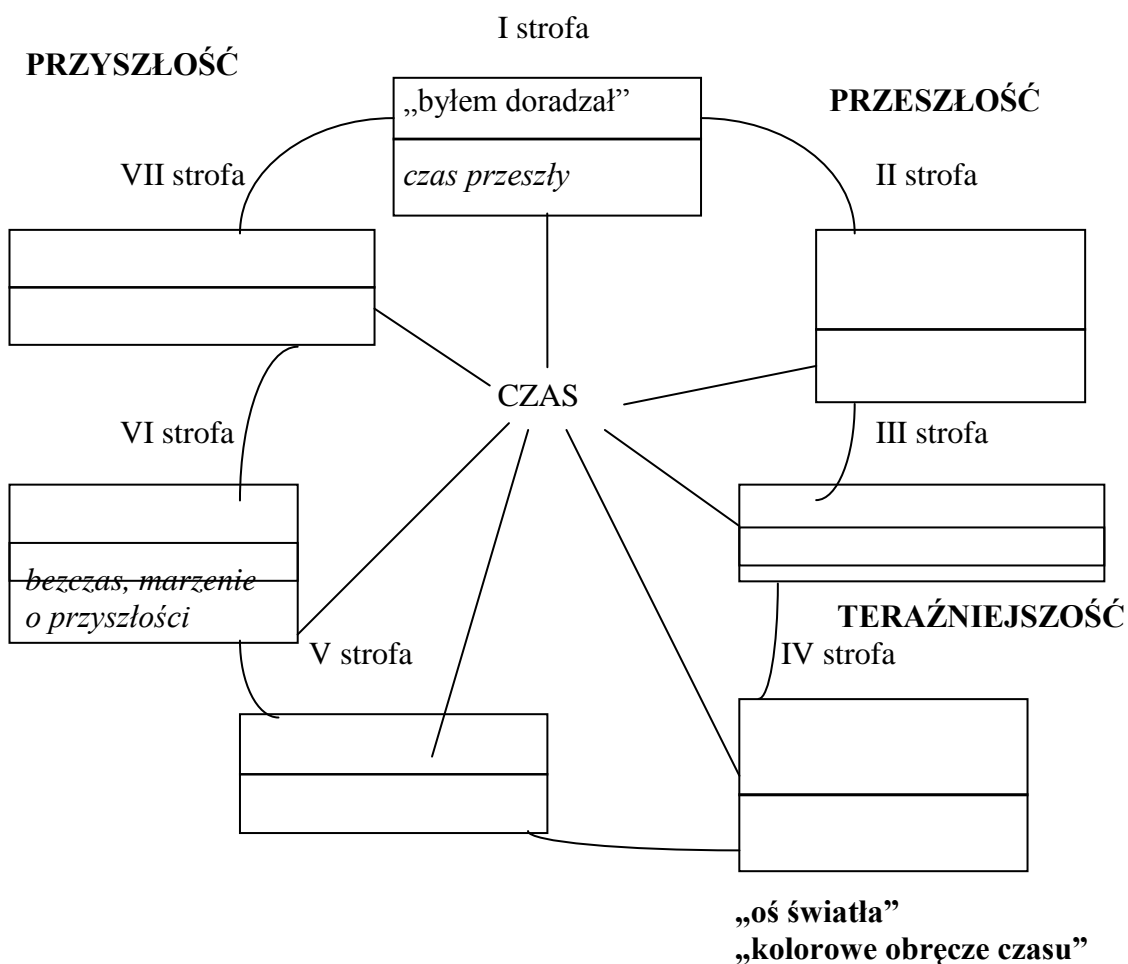 I strofa
PRZYSZŁOŚĆ
„byłem doradzał”
PRZESZŁOŚĆ
VII strofa
czas przeszły
II strofa
CZAS
VI strofa
III strofa
bezczas, marzenie
o przyszłości
TERAŹNIEJSZOŚĆ
V strofa
IV strofa
„oś światła”
„kolorowe obręcze czasu”